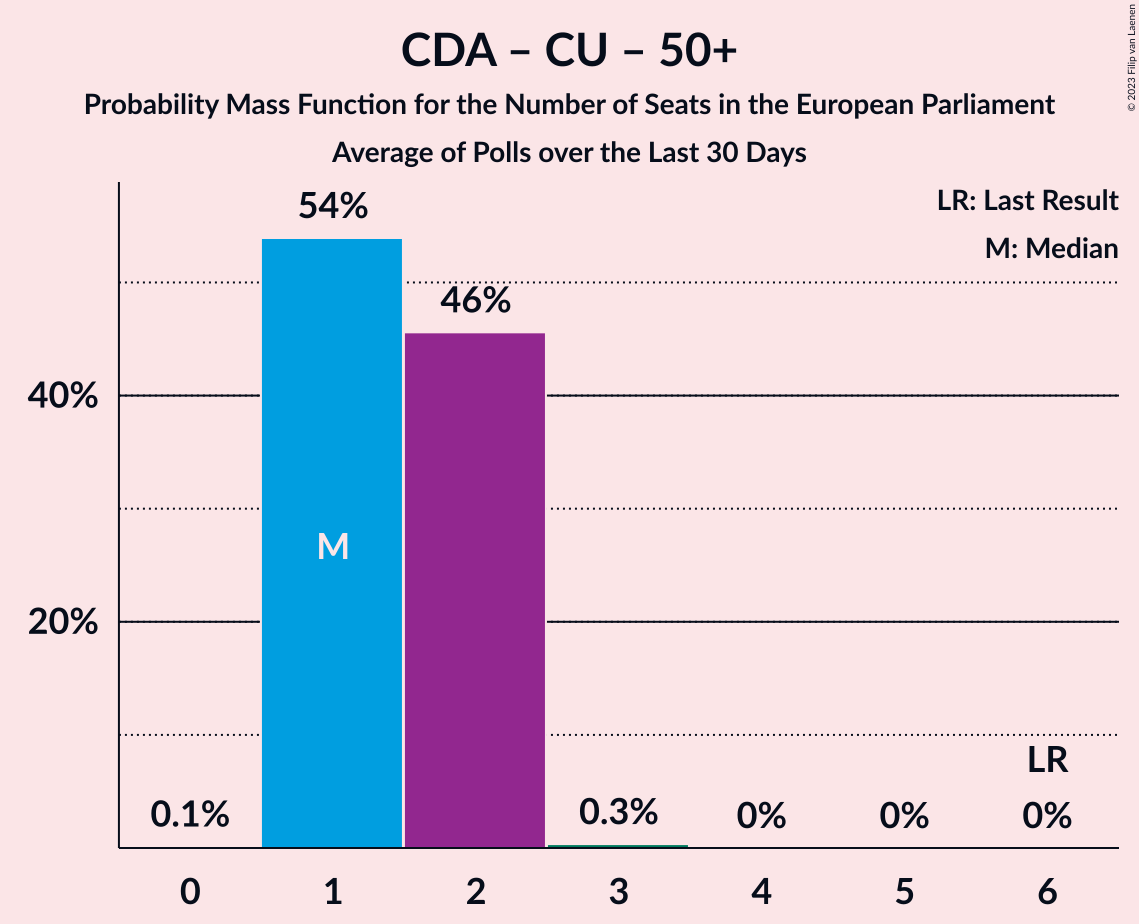 CDA – CU – 50+
Probability Mass Function for the Number of Seats in the European Parliament
Average of Polls over the Last 30 Days
© 2023 Filip van Laenen
LR: Last Result
M: Median
54%
46%
40%
M
20%
LR
0.1%
0.3%
0%
0%
0%
0
1
2
3
4
5
6